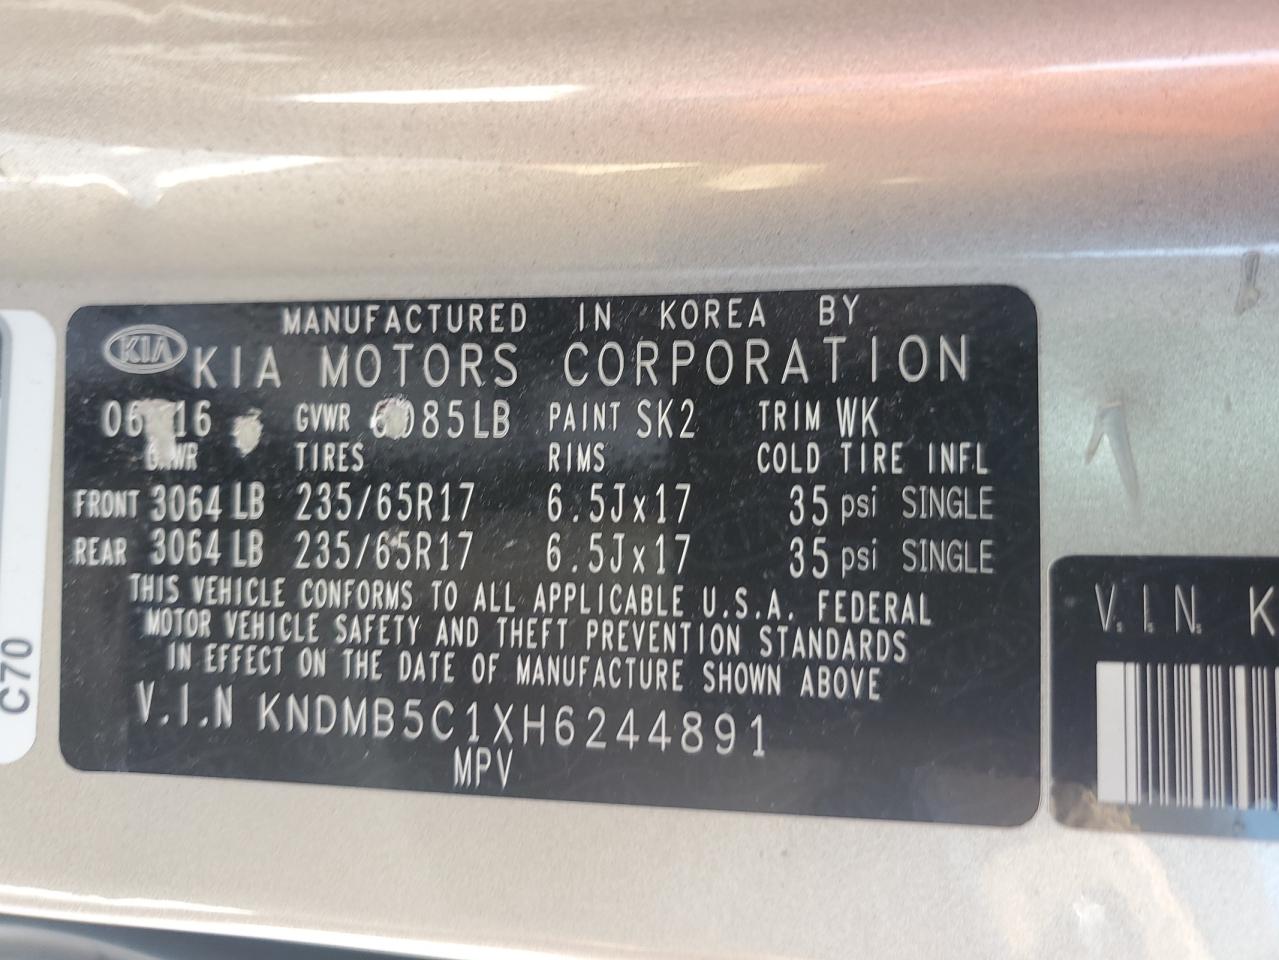 MANUFACTURED IN KOREA BY
KIA KIA MOTORS CORPORATION
GVWR PAINT SK2 TRIM WK
TIRES RIMS COLD TIRE INFL
FRONT 3064 LB 235/65R17 6.5Jx17 35 psi SINGLE
REAR 3064 LB 235/65R17 6.5Jx17 35 psi SINGLE
THIS VEHICLE CONFORMS TO ALL APPLICABLE U.S.A. FEDERAL
MOTOR VEHICLE SAFETY AND THEFT PREVENTION STANDARDS
IN EFFECT ON THE DATE OF MANUFACTURE SHOWN ABOVE
V.I.N KNDMB5C1XH6244891
MPV
V.I.N. K
C70